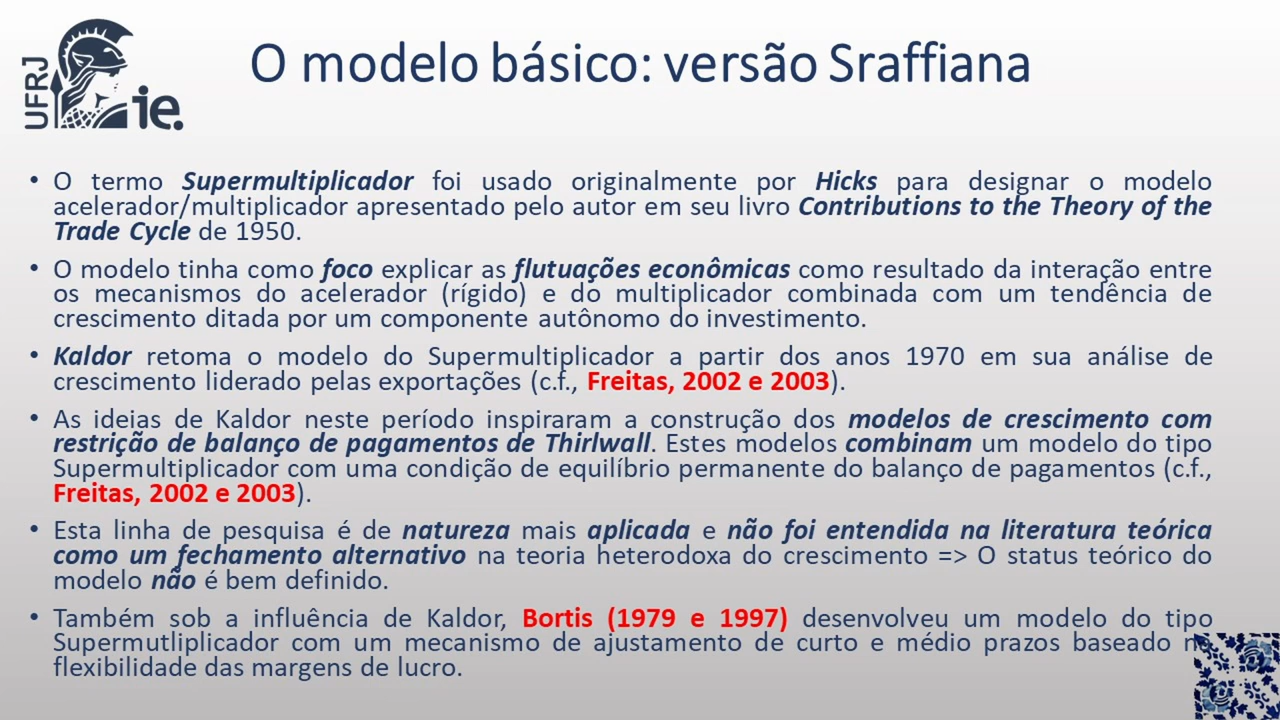 UFRJ
ie.
O modelo básico: versão Sraffiana
• O termo Supermultiplicador foi usado originalmente por Hicks para designar o modelo
acelerador/multiplicador apresentado pelo autor em seu livro Contributions to the Theory of the
Trade Cycle de 1950.
• O modelo tinha como foco explicar as flutuações econômicas como resultado da interação entre
os mecanismos do acelerador (rígido) e do multiplicador combinada com um tendência de
crescimento ditada por um componente autônomo do investimento.
• Kaldor retoma o modelo do Supermultiplicador a partir dos anos 1970 em sua análise de
crescimento liderado pelas exportações (c.f., Freitas, 2002 e 2003).
• As ideias de Kaldor neste período inspiraram a construção dos modelos de crescimento com
restrição de balanço de pagamentos de Thirlwall. Estes modelos combinam um modelo do tipo
Supermultiplicador com uma condição de equilíbrio permanente do balanço de pagamentos (c.f.,
Freitas, 2002 e 2003).
• Esta linha de pesquisa é de natureza mais aplicada e não foi entendida na literatura teórica
como um fechamento alternativo na teoria heterodoxa do crescimento => O status teórico do
modelo não é bem definido.
• Também sob a influência de Kaldor, Bortis (1979 e 1997) desenvolveu um modelo do tipo
Supermutliplicador com um mecanismo de ajustamento de curto e médio prazos baseado
flexibilidade das margens de lucro.